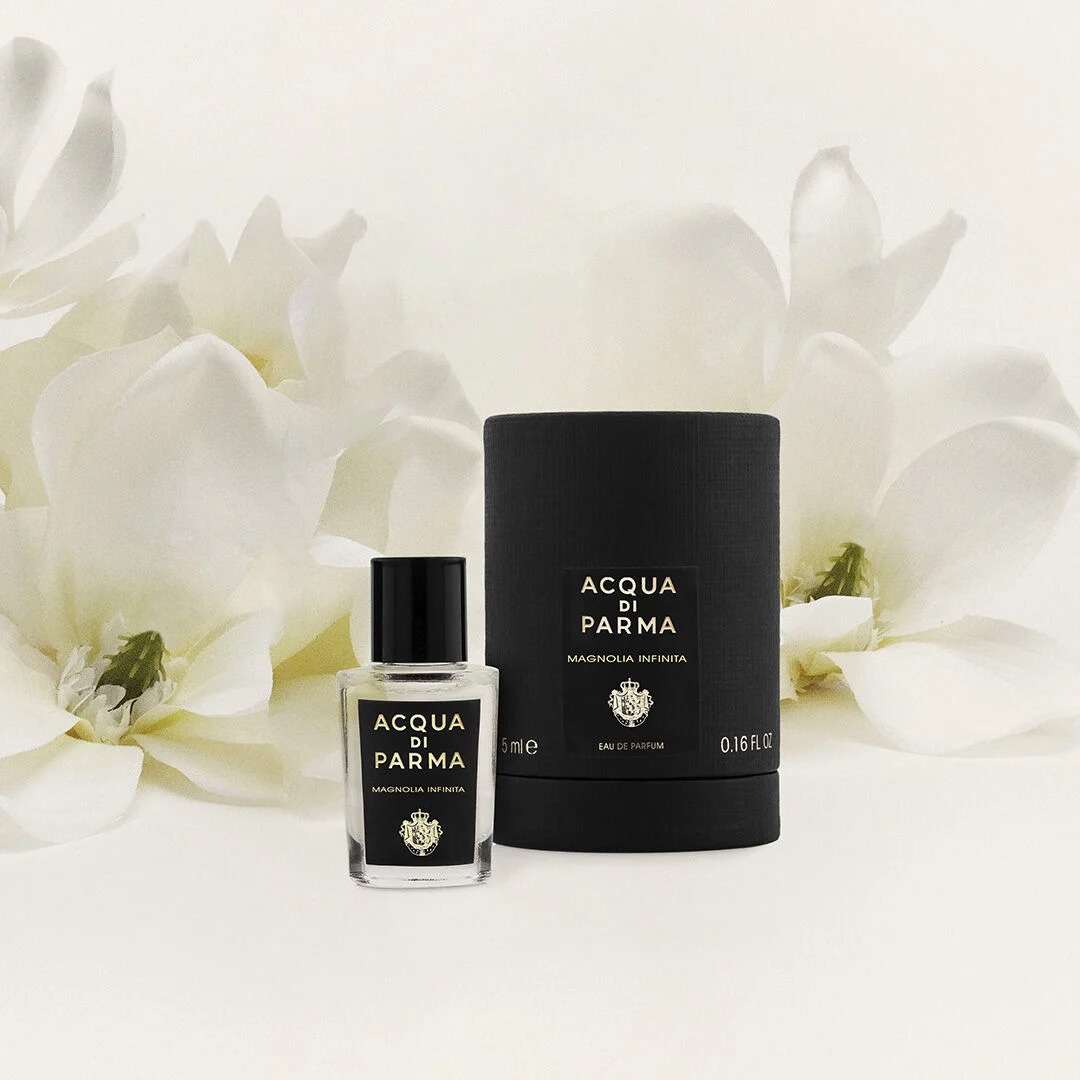 ACQUA
DI
PARMA
MAGNOLIA INFINITA
ACQUA
DI
PARMA
MAGNOLIA INFINITA
EAU DE PARFUM
5 ml e
0.16 FL OZ